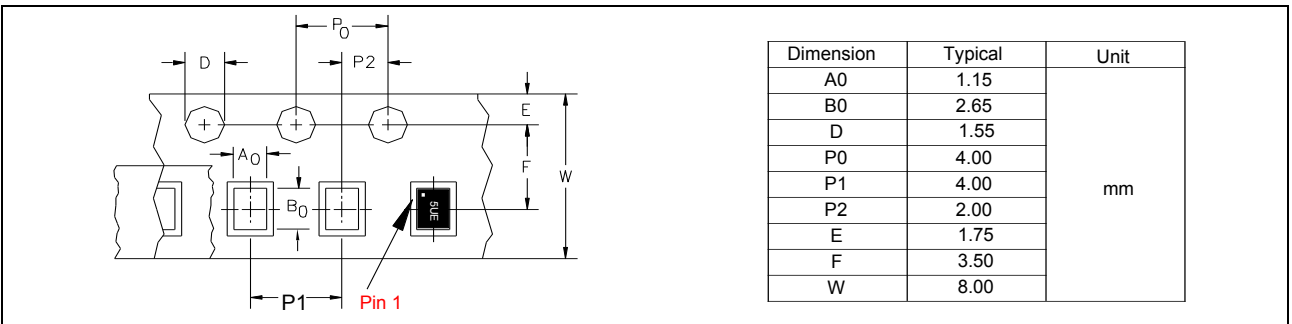 P0
D
P2
E
A0
F
W
B0
5UE
P1
Pin 1
Dimension Typical Unit
A0 1.15
B0 2.65
D 1.55
P0 4.00
P1 4.00 mm
P2 2.00
E 1.75
F 3.50
W 8.00